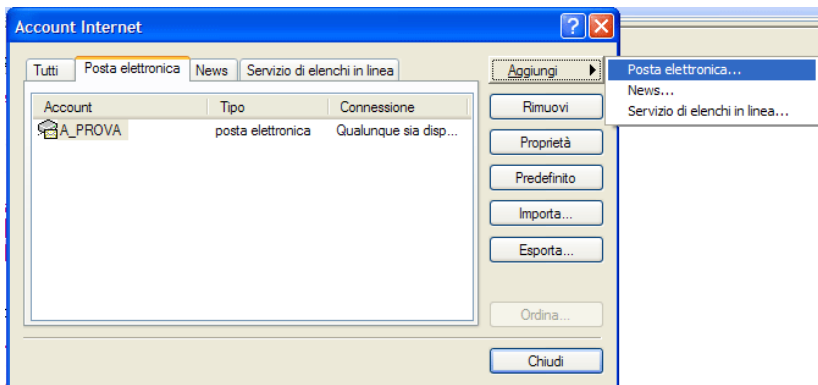 Account Internet
Tutti Posta elettronica News Servizio di elenchi in linea
Aggiungi
Posta elettronica...
News...
Servizio di elenchi in linea...
Account Tipo Connessione
A_PROVA posta elettronica Qualunque sia disp...
Rimuovi
Proprietà
Predefinito
Importa...
Esporta...
Ordina...
Chiudi